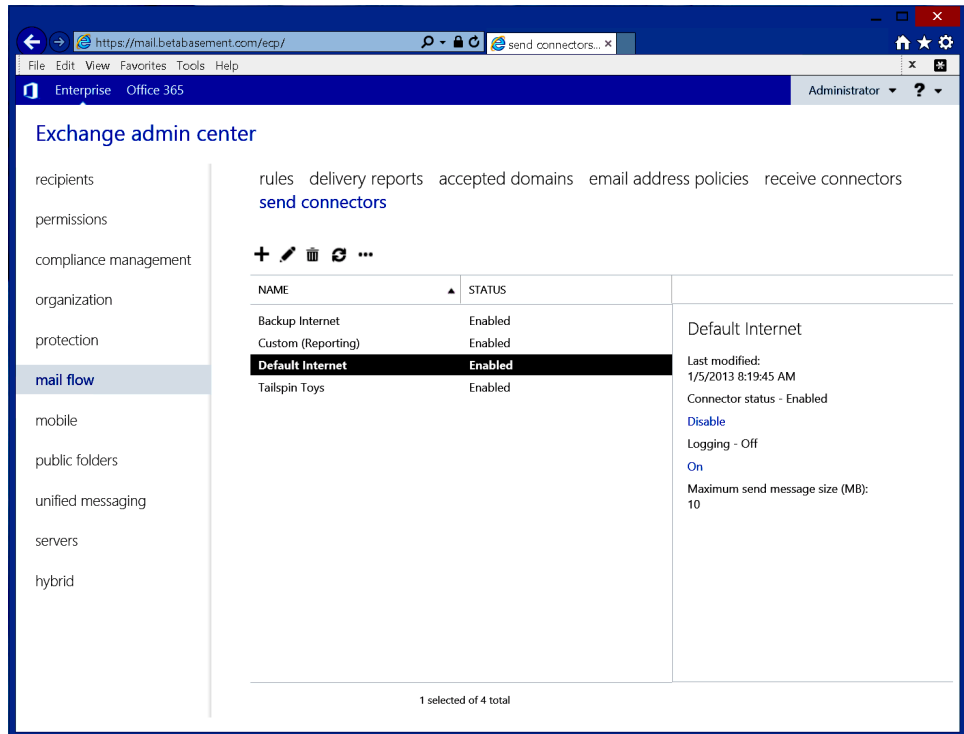 https://mail.betabasement.com/ecp/
send connectors...
File Edit View Favorites Tools Help
Enterprise Office 365
Administrator ?
Exchange admin center
recipients
permissions
compliance management
organization
protection
mail flow
mobile
public folders
unified messaging
servers
hybrid
rules delivery reports accepted domains email address policies receive connectors
send connectors
NAME STATUS
Backup Internet Enabled
Custom (Reporting) Enabled
Default Internet Enabled
Tailspin Toys Enabled
1 selected of 4 total
Default Internet
Last modified:
1/5/2013 8:19:45 AM
Connector status - Enabled
Disable
Logging - Off
On
Maximum send message size (MB):
10